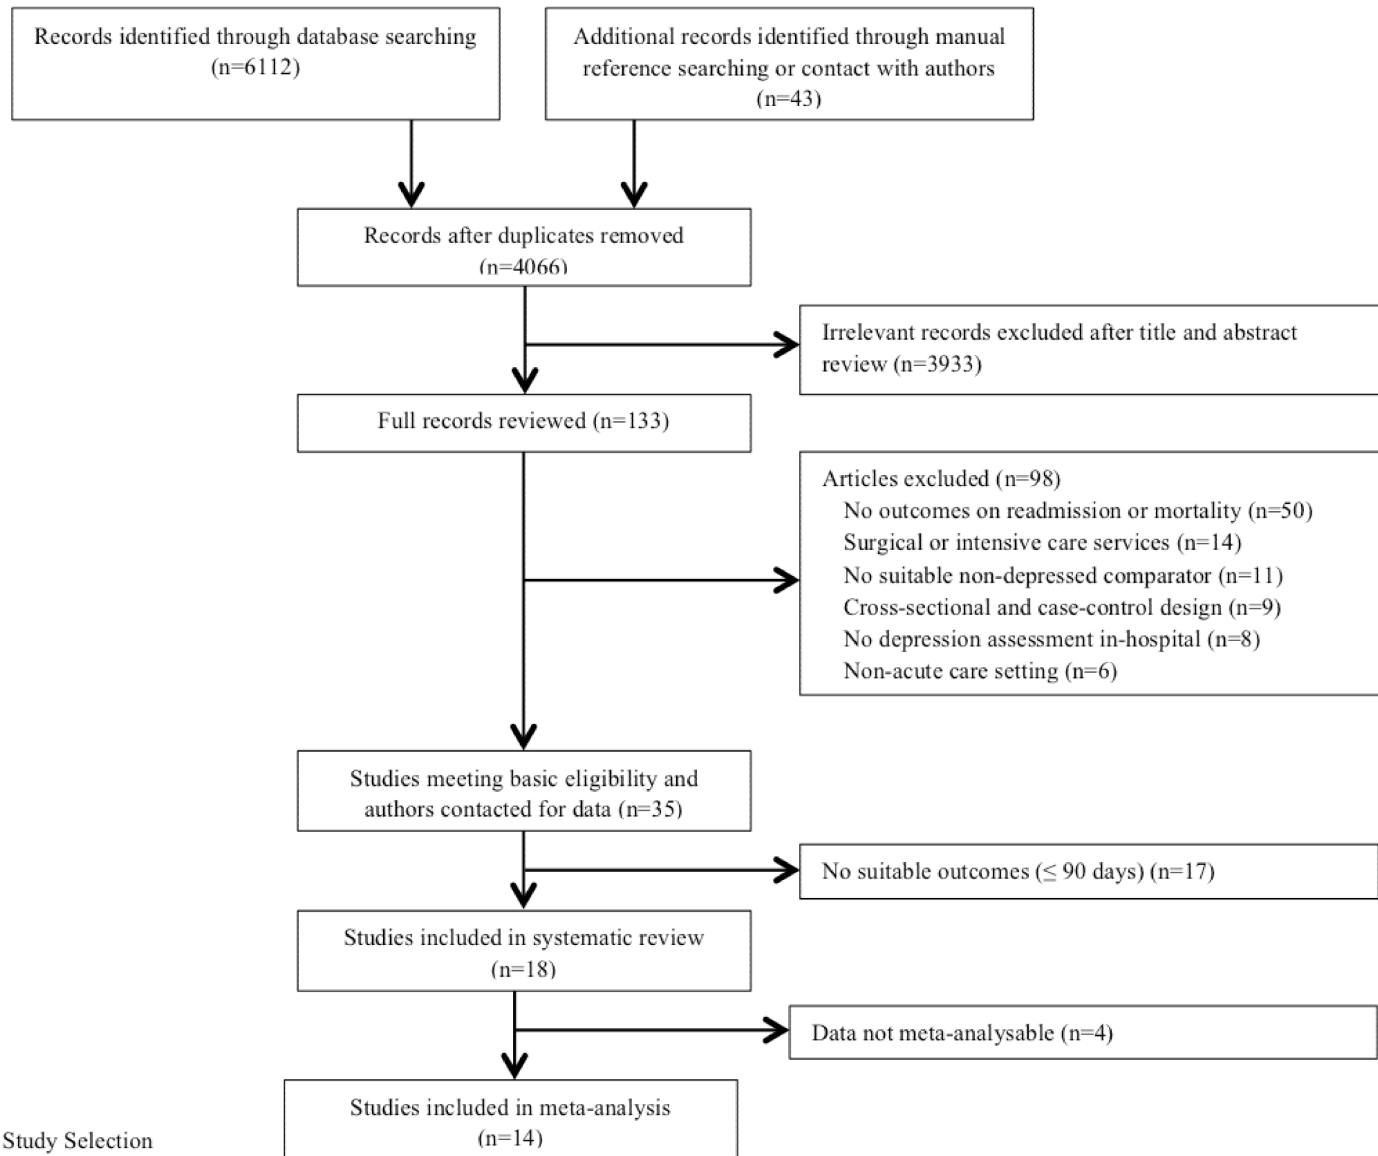 Records identified through database searching
(n=6112)
Additional records identified through manual
reference searching or contact with authors
(n=43)
Records after duplicates removed
(n=4066)
Irrelevant records excluded after title and abstract
review (n=3933)
Full records reviewed (n=133)
Articles excluded (n=98)
No outcomes on readmission or mortality (n=50)
Surgical or intensive care services (n=14)
No suitable non-depressed comparator (n=11)
Cross-sectional and case-control design (n=9)
No depression assessment in-hospital (n=8)
Non-acute care setting (n=6)
Studies meeting basic eligibility and
authors contacted for data (n=35)
No suitable outcomes (≤ 90 days) (n=17)
Studies included in systematic review
(n=18)
Data not meta-analysable (n=4)
Studies included in meta-analysis
(n=14)
Study Selection